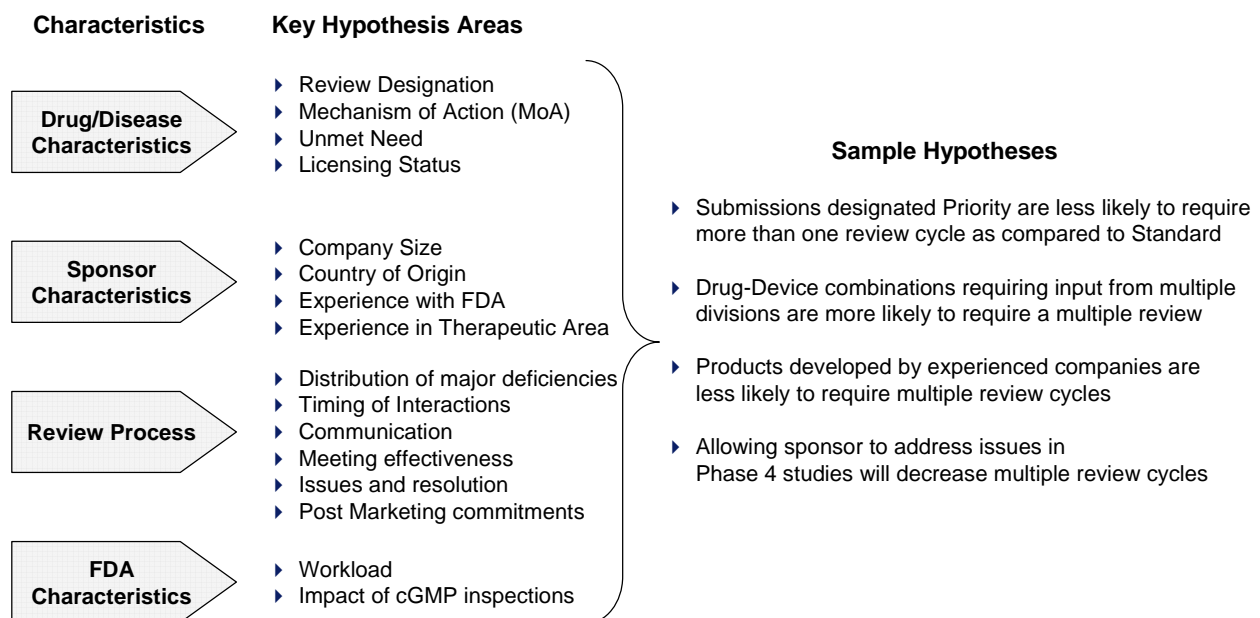 Characteristics
Key Hypothesis Areas
Drug/Disease
Characteristics
Review Designation
Mechanism of Action (MoA)
Unmet Need
Licensing Status
Sponsor
Characteristics
Company Size
Country of Origin
Experience with FDA
Experience in Therapeutic Area
Review Process
Distribution of major deficiencies
Timing of Interactions
Communication
Meeting effectiveness
Issues and resolution
Post Marketing commitments
FDA
Characteristics
Workload
Impact of cGMP inspections
Sample Hypotheses
Submissions designated Priority are less likely to require
more than one review cycle as compared to Standard
Drug-Device combinations requiring input from multiple
divisions are more likely to require a multiple review
Products developed by experienced companies are
less likely to require multiple review cycles
Allowing sponsor to address issues in
Phase 4 studies will decrease multiple review cycles